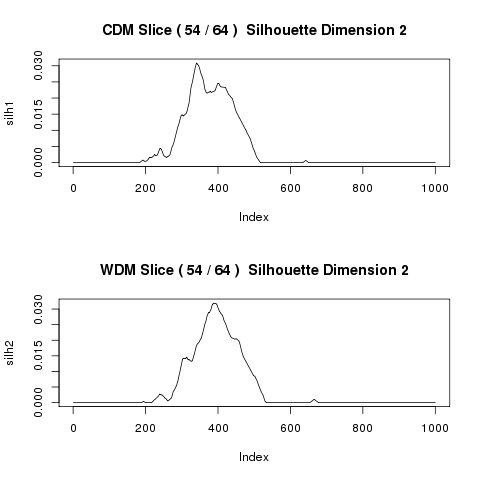 CDM Slice ( 54 / 64 )  Silhouette Dimension 2
silh1
0.030
0.015
0.000
0 200 400 600 800 1000
Index
WDM Slice ( 54 / 64 )  Silhouette Dimension 2
silh2
0.030
0.015
0.000
0 200 400 600 800 1000
Index